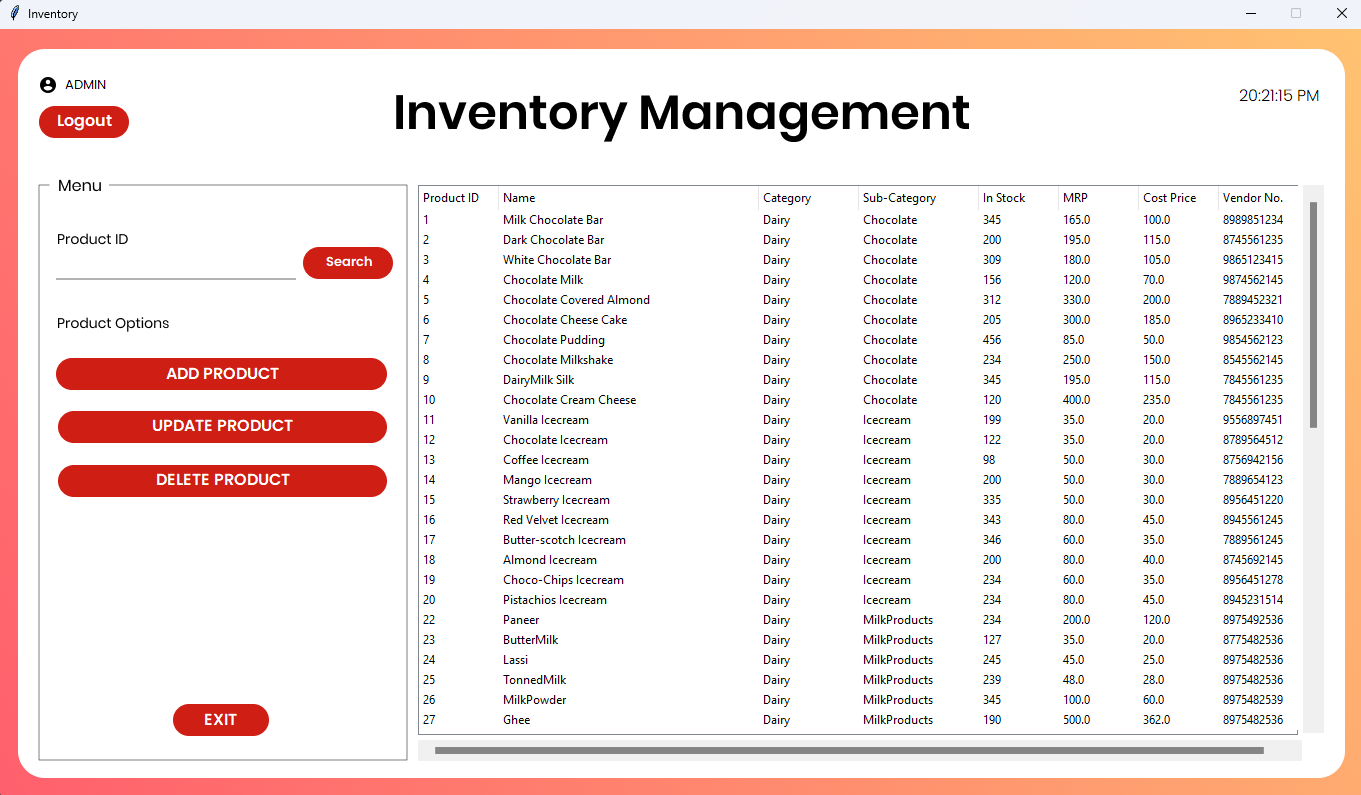 Inventory
ADMIN
Logout
Inventory Management
20:21:15 PM
Menu
Product ID
Search
Product Options
ADD PRODUCT
UPDATE PRODUCT
DELETE PRODUCT
EXIT
Product ID Name Category Sub-Category In Stock MRP Cost Price Vendor No.
1 Milk Chocolate Bar Dairy Chocolate 345 165.0 100.0 8989851234
2 Dark Chocolate Bar Dairy Chocolate 200 195.0 115.0 8745561235
3 White Chocolate Bar Dairy Chocolate 309 180.0 105.0 9865123415
4 Chocolate Milk Dairy Chocolate 156 120.0 70.0 9874562145
5 Chocolate Covered Almond Dairy Chocolate 312 330.0 200.0 7889452321
6 Chocolate Cheese Cake Dairy Chocolate 205 300.0 185.0 8965233410
7 Chocolate Pudding Dairy Chocolate 456 85.0 50.0 9854562123
8 Chocolate Milkshake Dairy Chocolate 234 250.0 150.0 8545562145
9 DairyMilk Silk Dairy Chocolate 345 195.0 115.0 7845561235
10 Chocolate Cream Cheese Dairy Chocolate 120 400.0 235.0 7845561235
11 Vanilla Icecream Dairy Icecream 199 35.0 20.0 9556897451
12 Chocolate Icecream Dairy Icecream 122 35.0 20.0 8789564512
13 Coffee Icecream Dairy Icecream 98 50.0 30.0 8756942156
14 Mango Icecream Dairy Icecream 200 50.0 30.0 7889654123
15 Strawberry Icecream Dairy Icecream 335 50.0 30.0 8956451220
16 Red Velvet Icecream Dairy Icecream 343 80.0 45.0 8945561245
17 Butter-scotch Icecream Dairy Icecream 346 60.0 35.0 7889561245
18 Almond Icecream Dairy Icecream 200 80.0 40.0 8745692145
19 Choco-Chips Icecream Dairy Icecream 234 60.0 35.0 8956451278
20 Pistachios Icecream Dairy Icecream 234 80.0 45.0 8945231514
22 Paneer Dairy MilkProducts 234 200.0 120.0 8975492536
23 ButterMilk Dairy MilkProducts 127 35.0 20.0 8775482536
24 Lassi Dairy MilkProducts 245 45.0 25.0 8975482536
25 TonnedMilk Dairy MilkProducts 239 48.0 28.0 8975482536
26 MilkPowder Dairy MilkProducts 345 100.0 60.0 8975482539
27 Ghee Dairy MilkProducts 190 500.0 362.0 8975482536